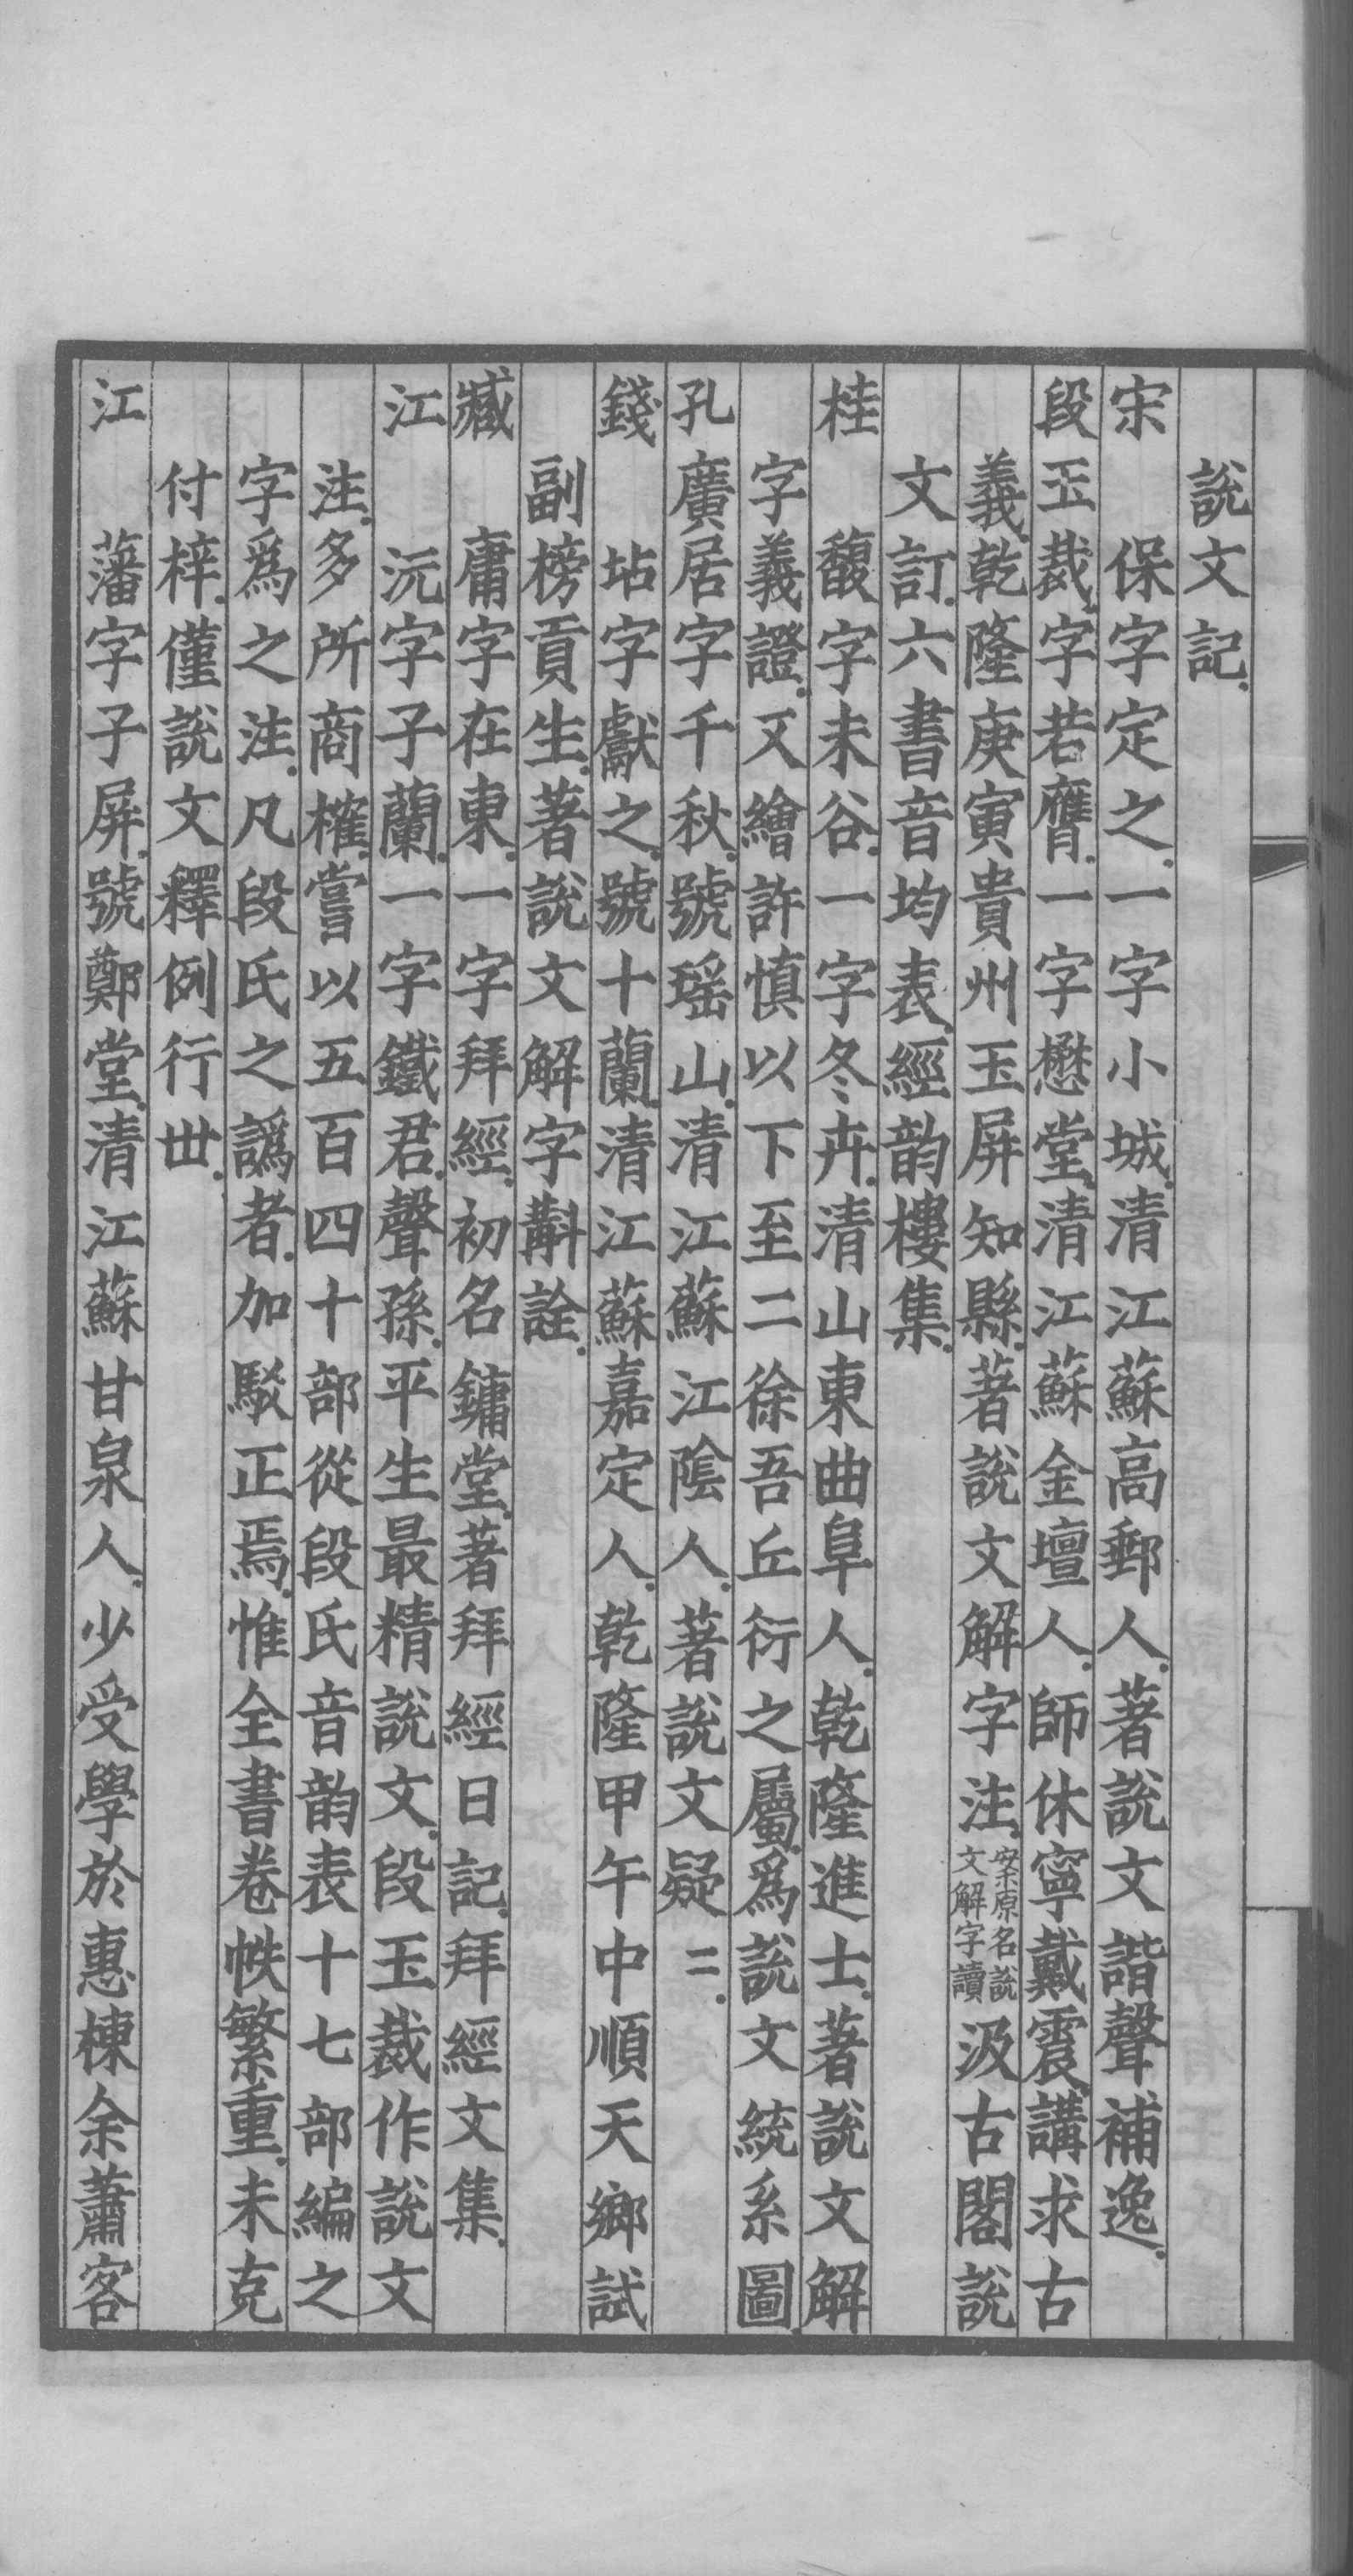 說文記.
宋　保字定之.一字小城.清江蘇高郵人.著說文諧聲補逸.
段玉裁.字若膺.一字懋堂.清江蘇金壇人.師休寧戴震.講求古
義.乾隆庚寅貴州玉屏知縣.著說文解字注.案原名說文解字讀汲古閣說
文訂.六書音均表.經韵樓集.
桂　馥字未谷.一字冬卉.清山東曲阜人.乾隆進士.著說文解
字義證.又繪許慎以下至二徐吾丘衍之屬.爲說文統系圖.
孔廣居字千秋.號瑤山.清江蘇江陰人.著說文疑疑.
錢　坫字獻之.號十蘭.清江蘇嘉定人.乾隆甲午中順天鄉試
副榜貢生.著說文解字斠詮.
臧　庸字在東.一字拜經.初名鏞堂.著拜經日記.拜經文集.
江　沅字子蘭.一字鐵君.聲孫.平生最精說文.段玉裁作說文
注.多所商榷.嘗以五百四十部從段氏音韵表十七部編之
字爲之注.凡段氏之譌者.加駁正焉.惟全書卷帙繁重.未克
付梓.僅說文釋例行世.
江　藩字子屏.號鄭堂.清江蘇甘泉人.少受學於惠棟余蕭客